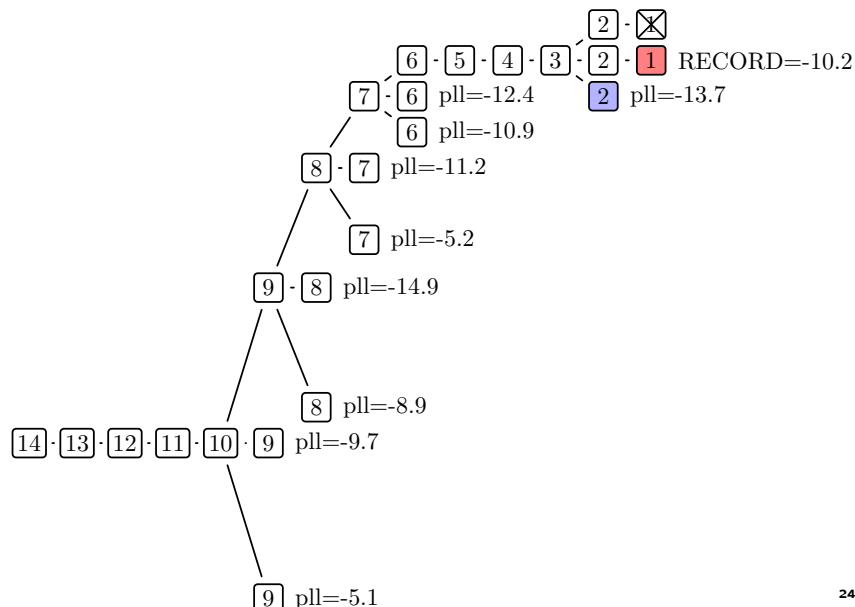 2 1
6 5 4 3 2 1 RECORD=-10.2
7 6 pll=-12.4 2 pll=-13.7
6 pll=-10.9
8 7 pll=-11.2
7 pll=-5.2
9 8 pll=-14.9
8 pll=-8.9
14 13 12 11 10 9 pll=-9.7
9 pll=-5.1
24